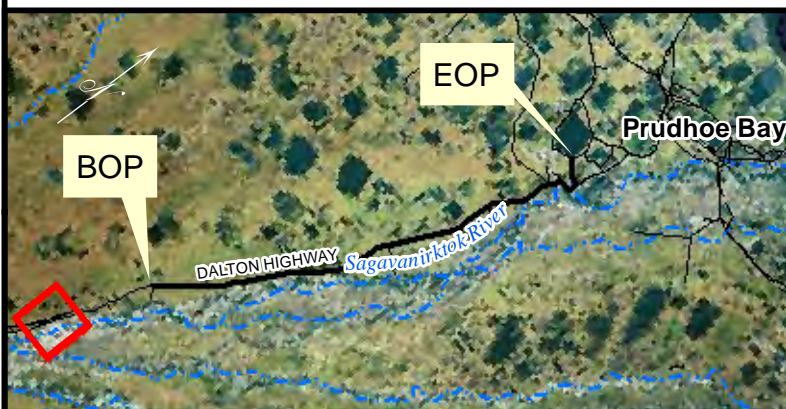 EOP
Prudhoe Bay
BOP
DALTON HIGHWAY
Sagavanirktok River